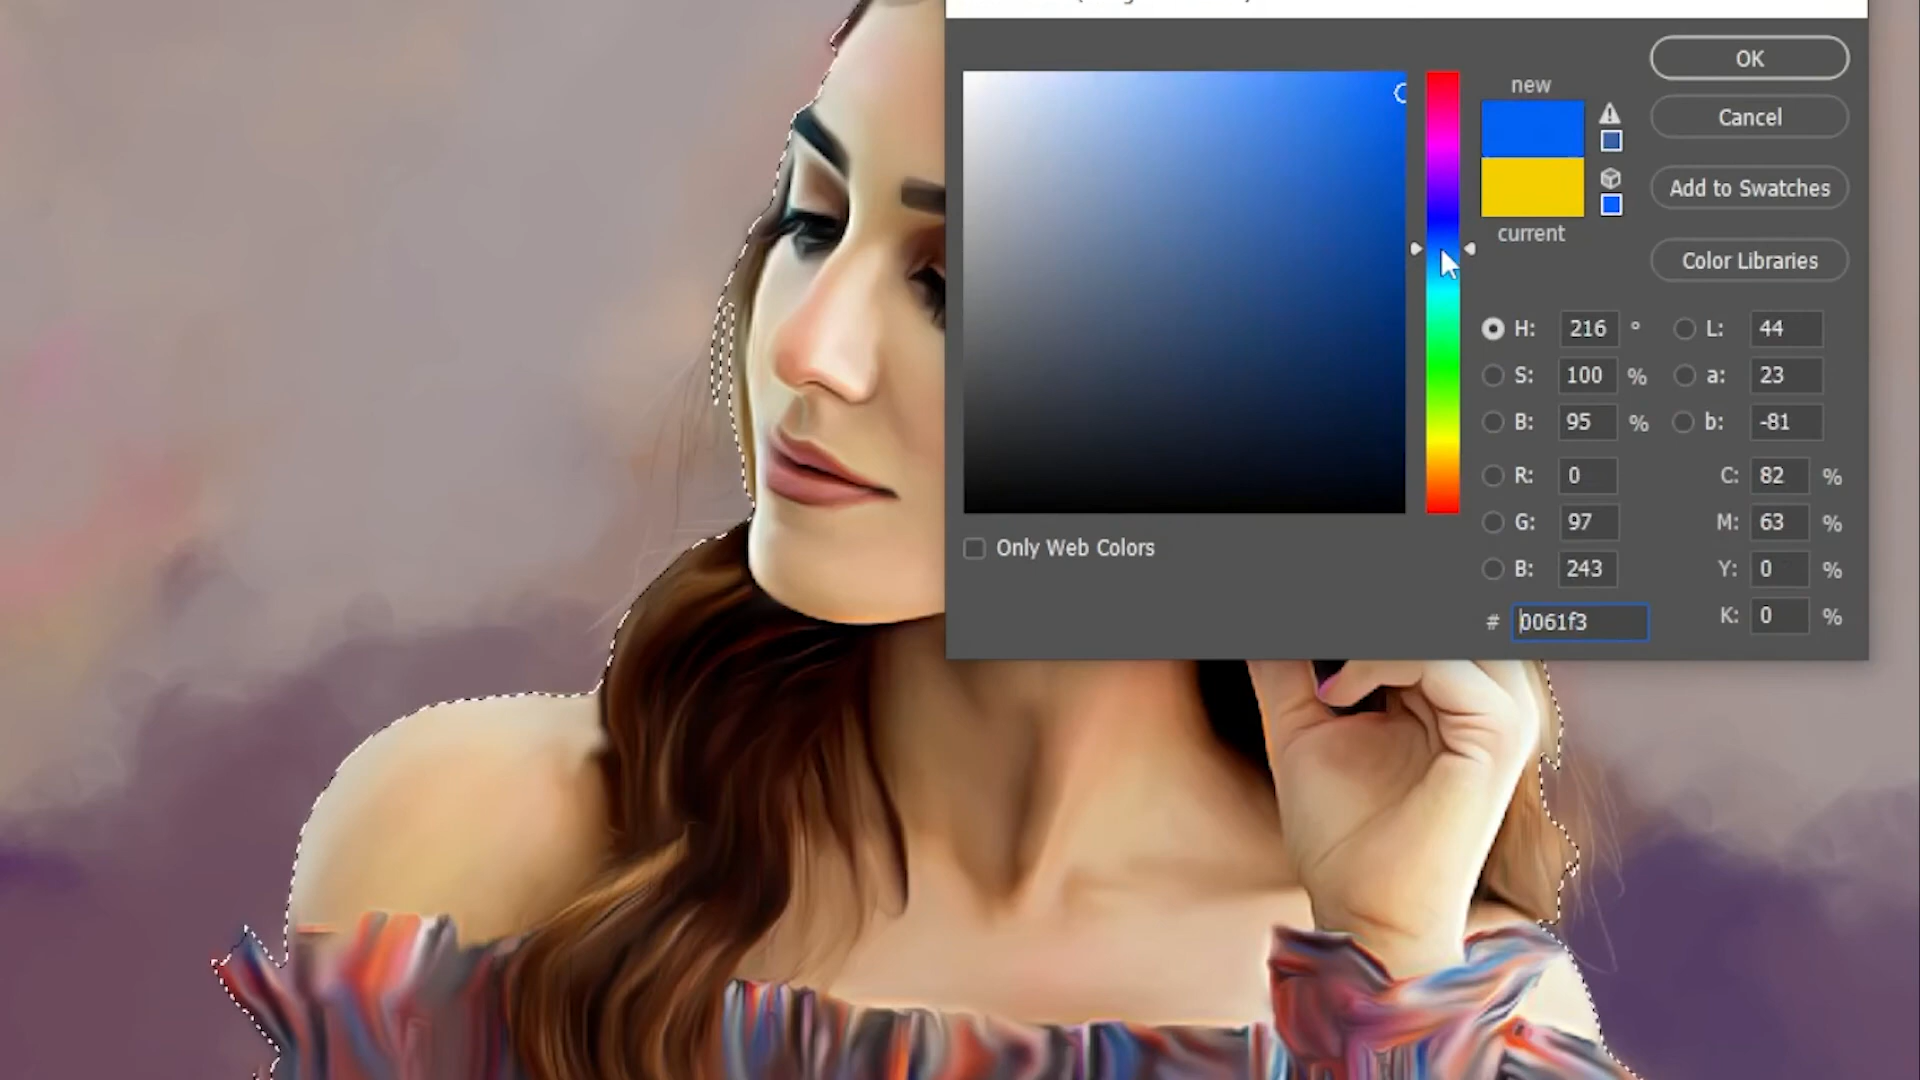 new
OK
Cancel
Add to Swatches
current
Color Libraries
H: 216 ° L: 44
S: 100 % a: 23
B: 95 % b: -81
R: 0 C: 82 %
G: 97 M: 63 %
Only Web Colors
B: 243 Y: 0 %
# 0061f3 K: 0 %